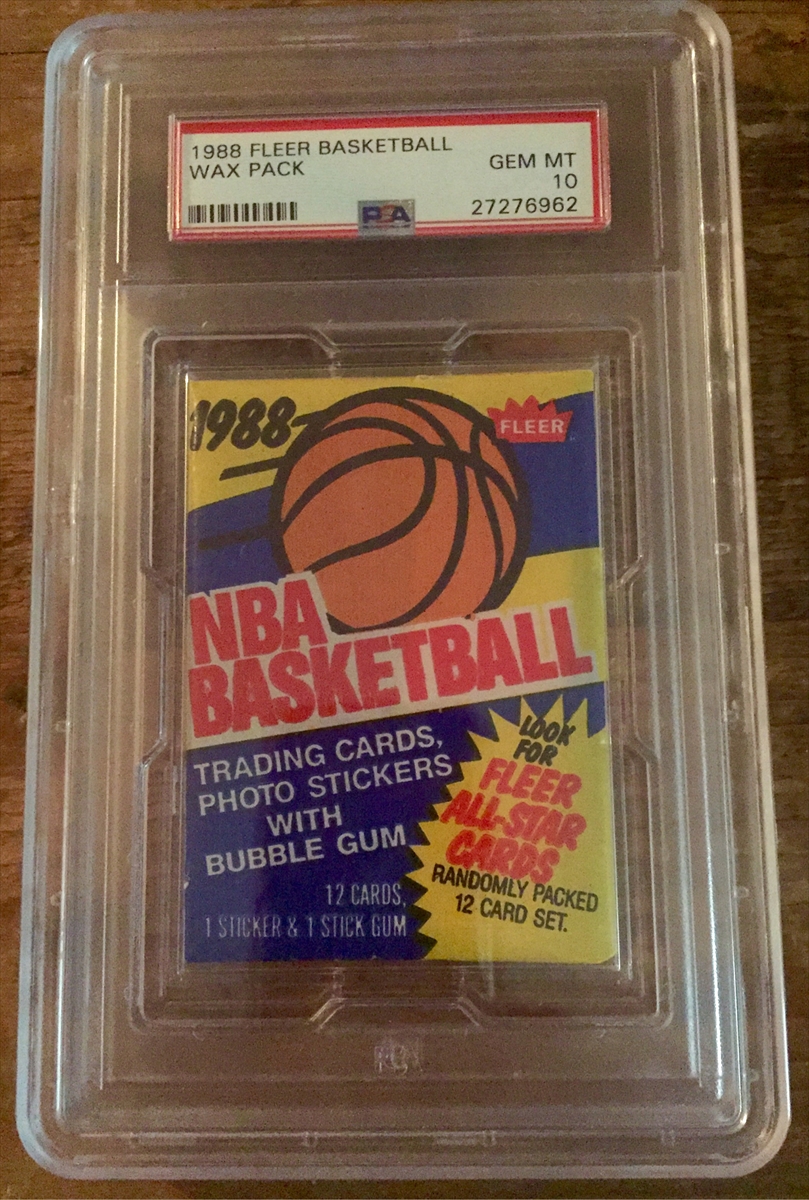 1988 FLEER BASKETBALL
WAX PACK
GEM MT
10
PSA
27276962
1988
FLEER
NBA
BASKETBALL
TRADING CARDS,
PHOTO STICKERS
WITH
BUBBLE GUM
12 CARDS,
1 STICKER & 1 STICK GUM
LOOK
FOR
FLEER
ALL-STAR
CARDS
RANDOMLY PACKED
12 CARD SET.